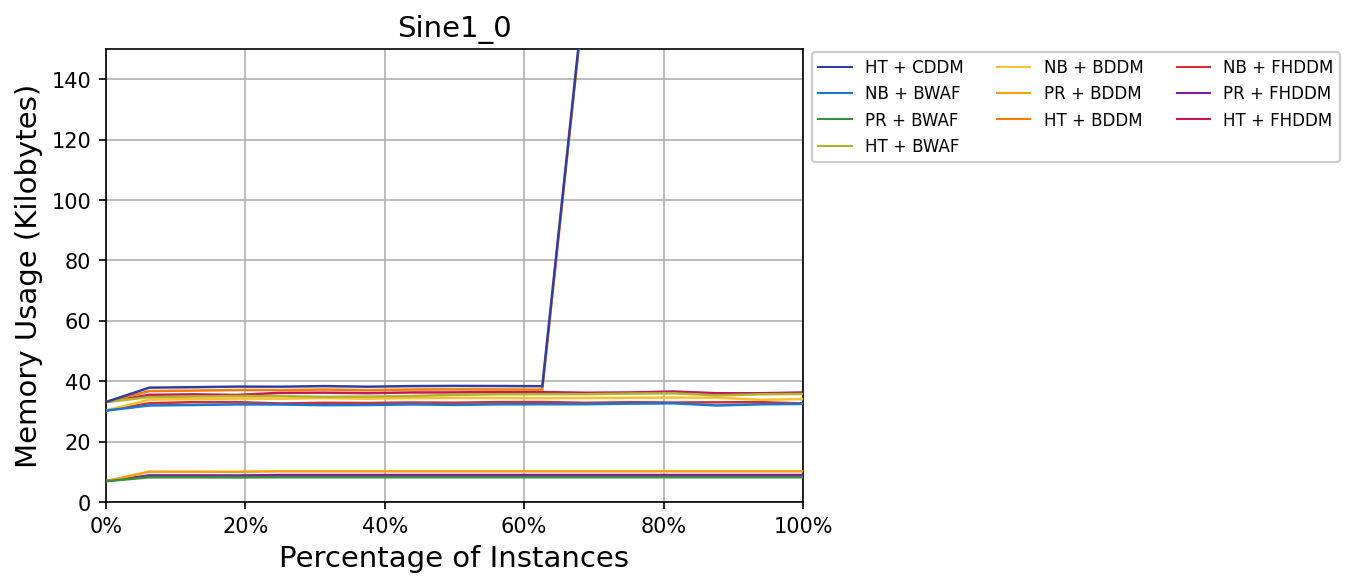 Sine1_0
Memory Usage (Kilobytes)
140
120
100
80
60
40
20
0
0% 20% 40% 60% 80% 100%
Percentage of Instances
HT + CDDM NB + BDDM NB + FHDDM
NB + BWAF PR + BDDM PR + FHDDM
PR + BWAF HT + BDDM HT + FHDDM
HT + BWAF